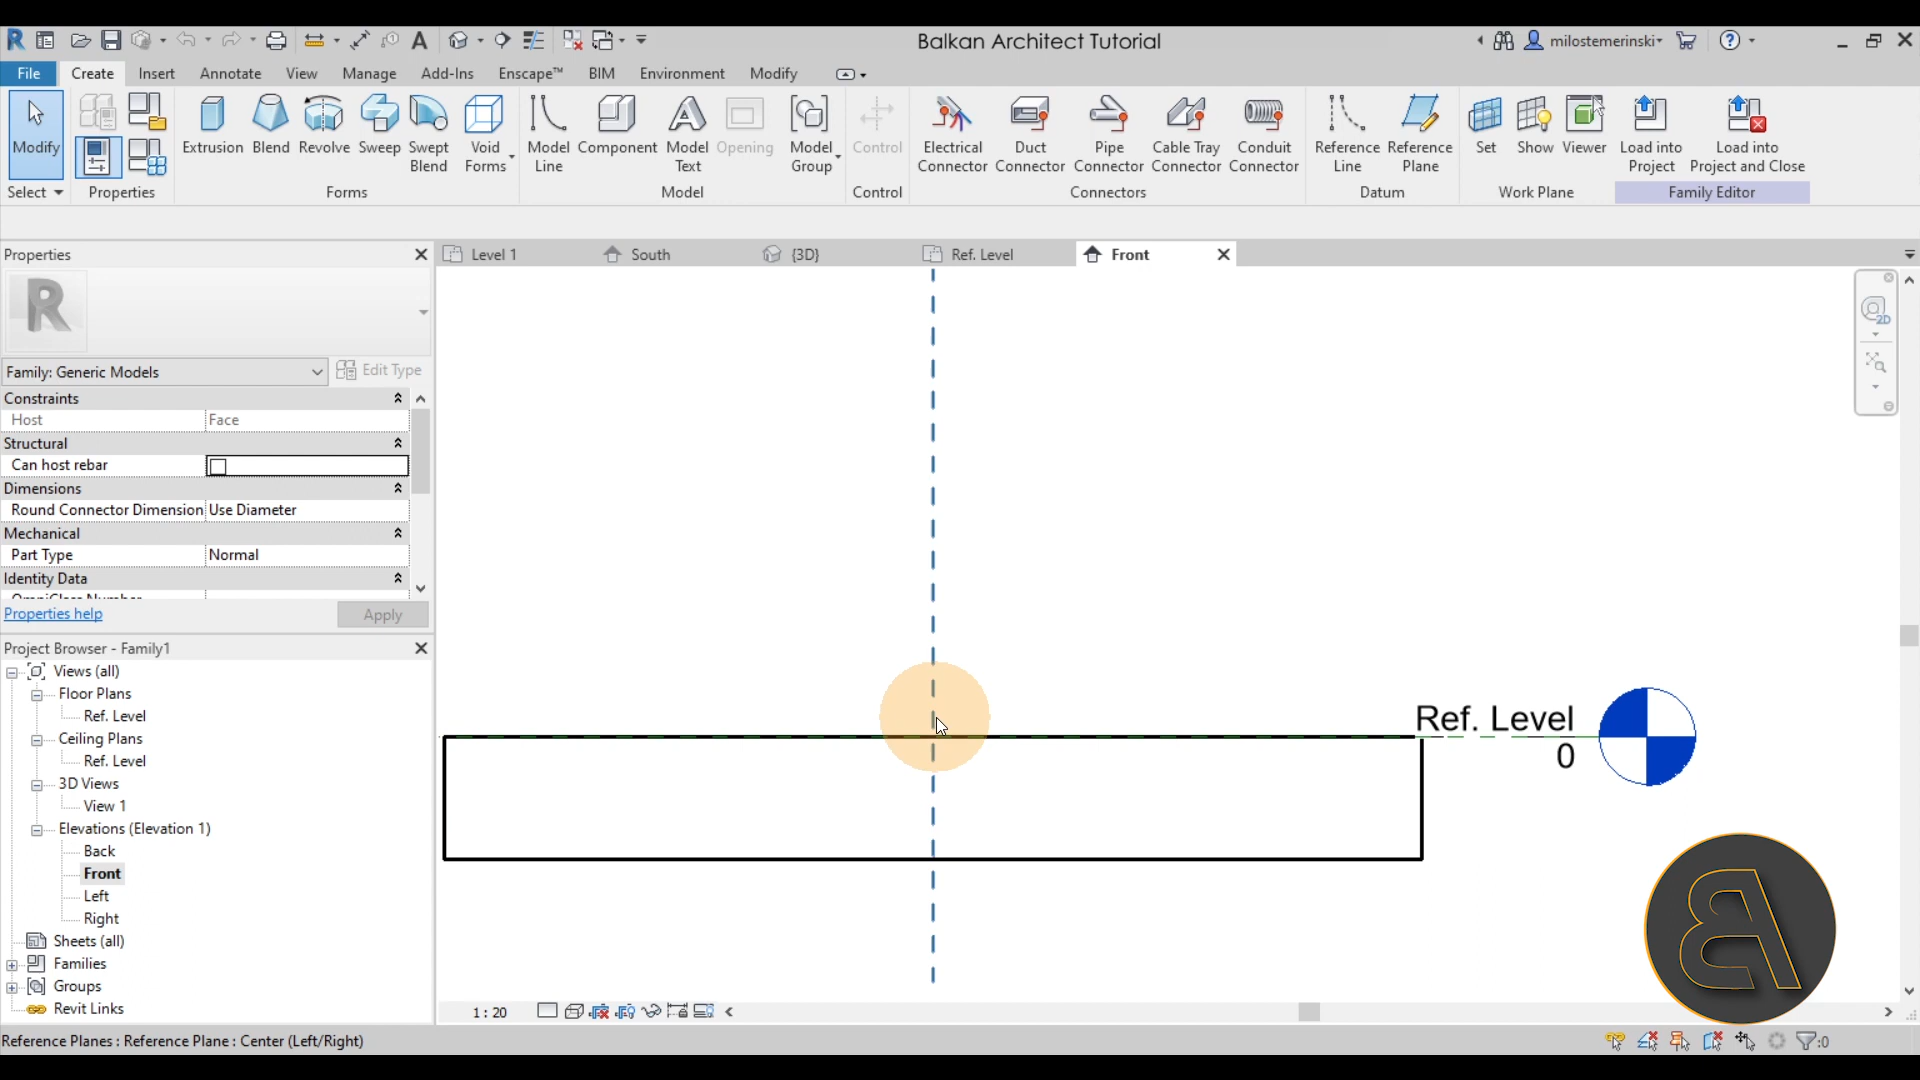 Balkan Architect Tutorial
milostemerinski
File Create Insert Annotate View Manage Add-Ins Enscape™ BIM Environment Modify
Modify
Extrusion Blend Revolve Sweep Swept Blend Void Forms
Model Line Component Model Text Opening Model Group
Control
Electrical Connector Duct Connector Pipe Connector Cable Tray Connector Conduit Connector
Reference Line Reference Plane
Set Show Viewer
Load into Project Load into Project and Close
Select Properties Forms Model Control Connectors Datum Work Plane Family Editor
Properties
Level 1 South {3D} Ref. Level Front
2D
Family: Generic Models Edit Type
Constraints
Host Face
Structural
Can host rebar
Dimensions
Round Connector Dimension Use Diameter
Mechanical
Part Type Normal
Identity Data
Properties help Apply
Project Browser - Family1
Views (all)
Floor Plans
Ref. Level
Ceiling Plans
Ref. Level
3D Views
View 1
Elevations (Elevation 1)
Back
Front
Left
Right
Sheets (all)
Families
Groups
Revit Links
Ref. Level
0
1 : 20
Reference Planes : Reference Plane : Center (Left/Right)
:0